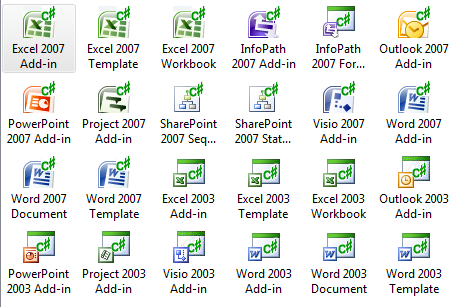 Excel 2007 Add-in
Excel 2007 Template
Excel 2007 Workbook
InfoPath 2007 Add-in
InfoPath 2007 For...
Outlook 2007 Add-in
PowerPoint 2007 Add-in
Project 2007 Add-in
SharePoint 2007 Seq...
SharePoint 2007 Stat...
Visio 2007 Add-in
Word 2007 Add-in
Word 2007 Document
Word 2007 Template
Excel 2003 Add-in
Excel 2003 Template
Excel 2003 Workbook
Outlook 2003 Add-in
PowerPoint 2003 Add-in
Project 2003 Add-in
Visio 2003 Add-in
Word 2003 Add-in
Word 2003 Document
Word 2003 Template